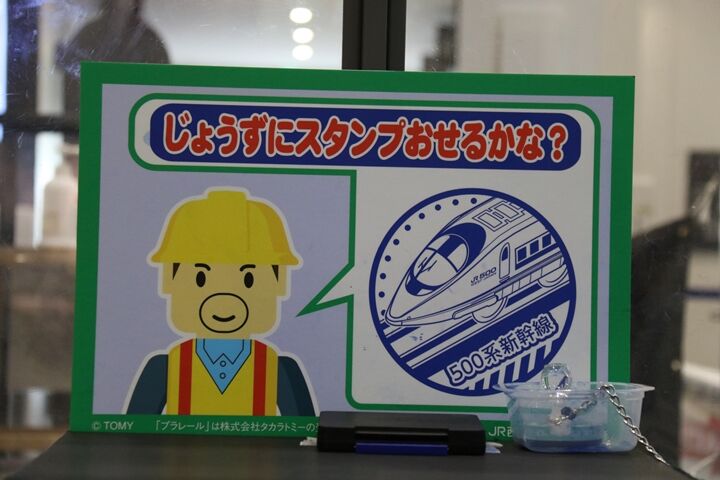 じょうずにスタンプおせるかな?
JR500
500系新幹線
© TOMY 「プラレール」は株式会社タカラトミーの
JR西